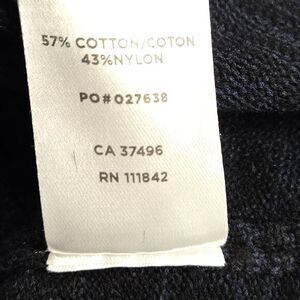 57% COTTON/COTON
43%NYLON
PO#027638
CA 37496
RN 111842